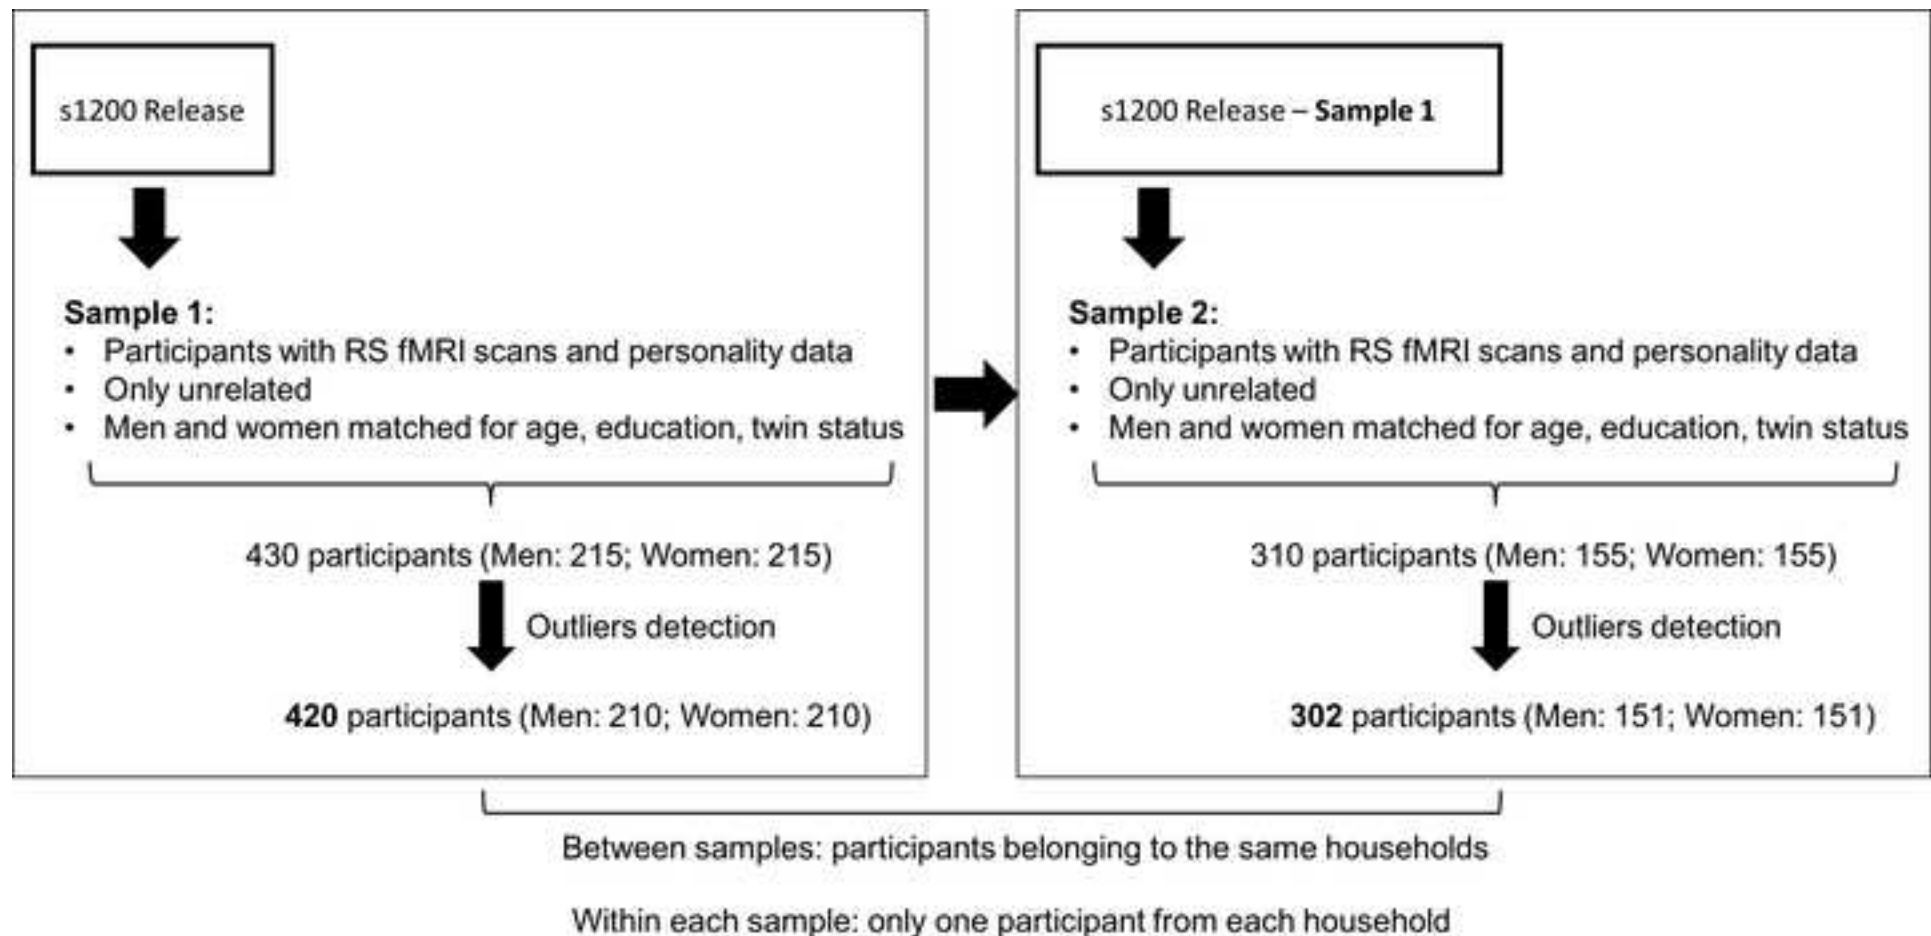 s1200 Release
Sample 1:
• Participants with RS fMRI scans and personality data
• Only unrelated
• Men and women matched for age, education, twin status
430 participants (Men: 215; Women: 215)
Outliers detection
420 participants (Men: 210; Women: 210)
s1200 Release – Sample 1
Sample 2:
• Participants with RS fMRI scans and personality data
• Only unrelated
• Men and women matched for age, education, twin status
310 participants (Men: 155; Women: 155)
Outliers detection
302 participants (Men: 151; Women: 151)
Between samples: participants belonging to the same households
Within each sample: only one participant from each household